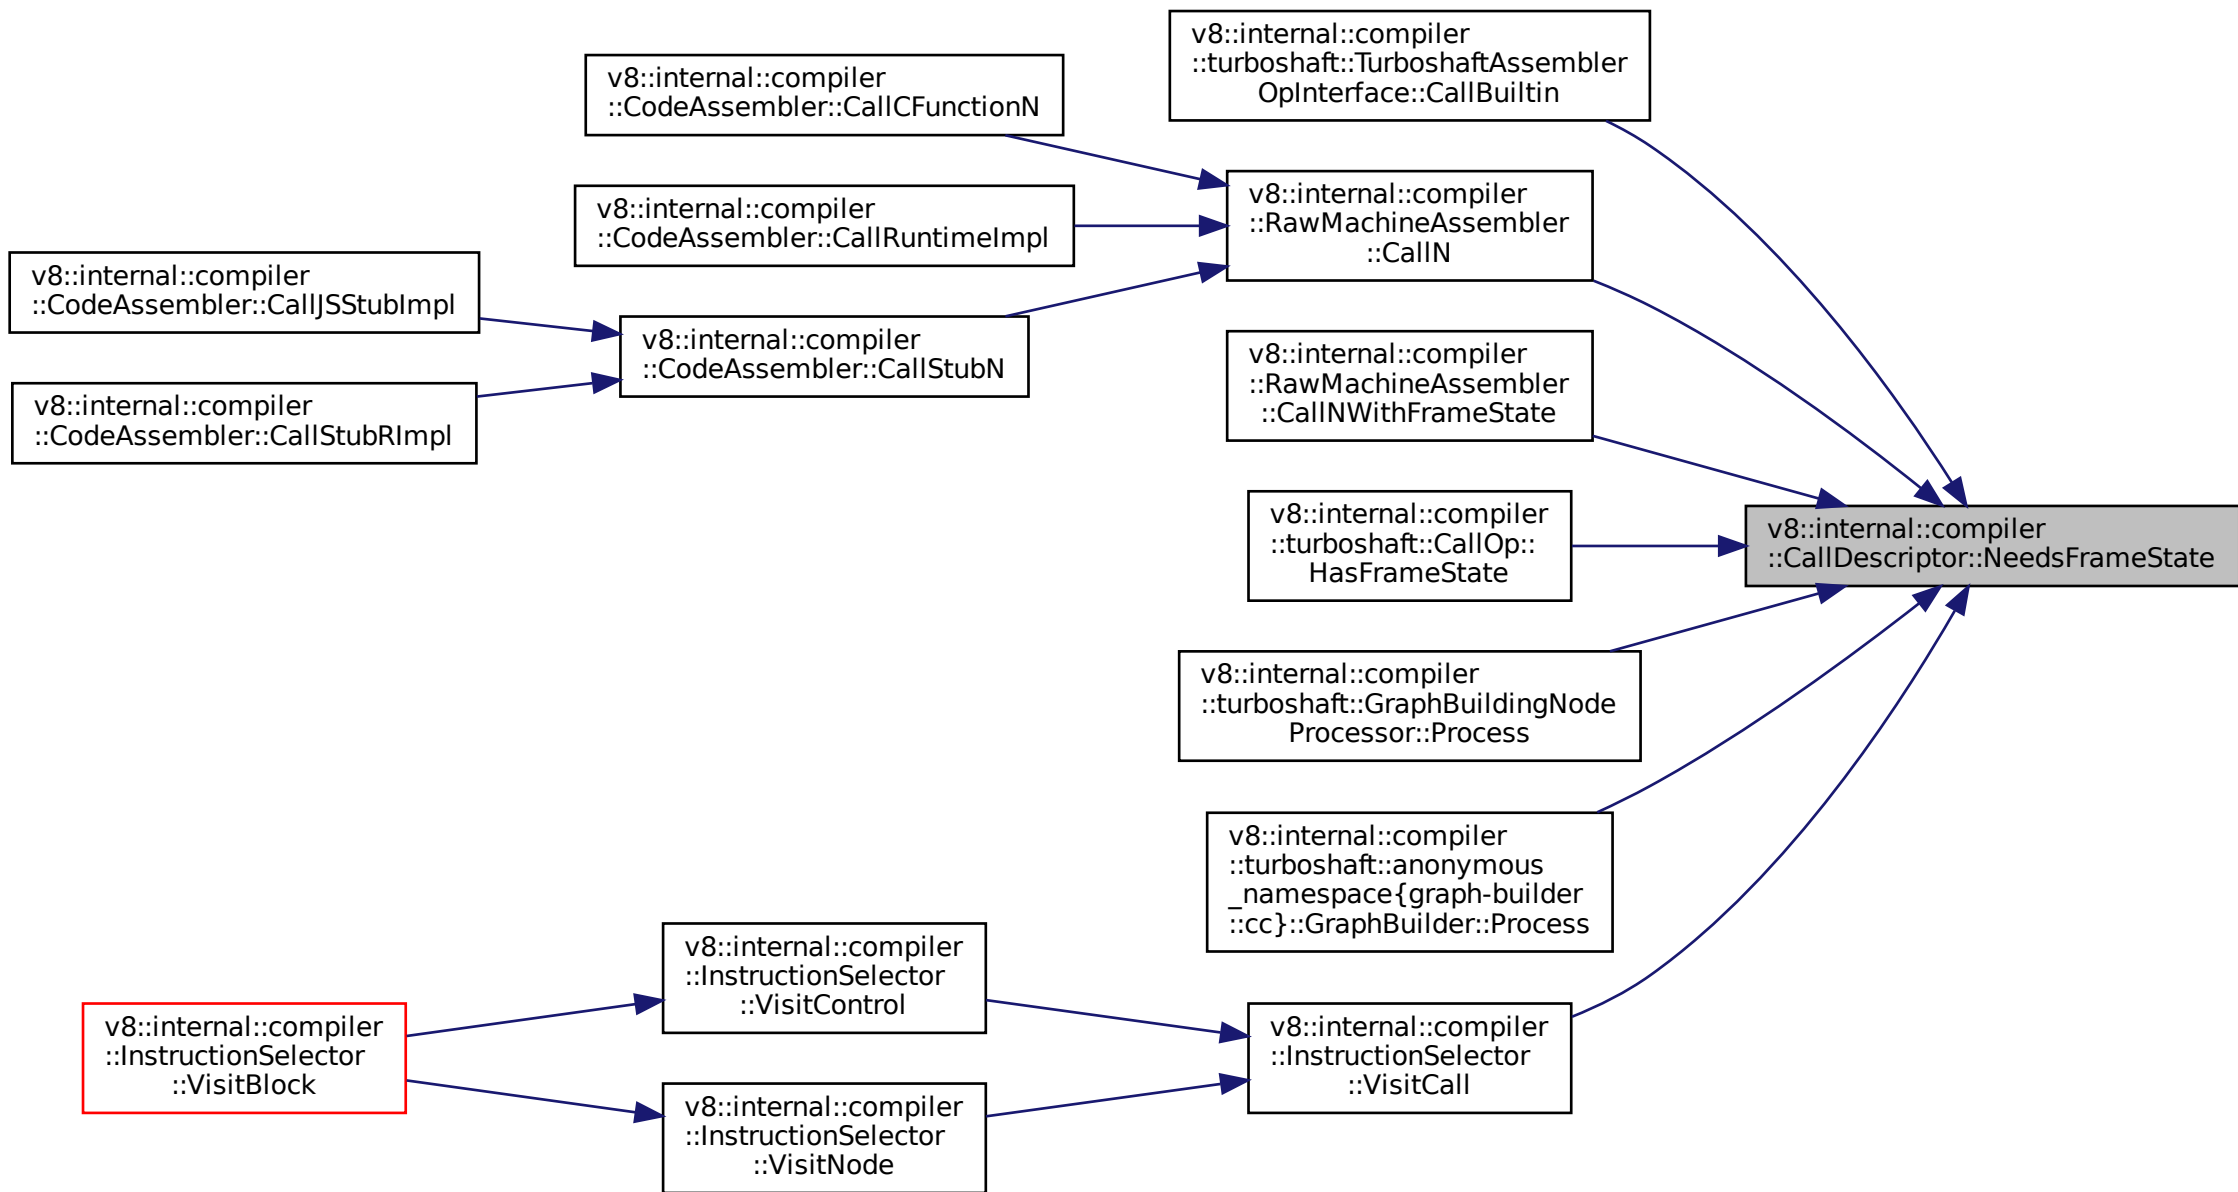 v8::internal::compiler
::turboshaft::TurboshaftAssembler
OpInterface::CallBuiltin
v8::internal::compiler
::CodeAssembler::CallCFunctionN
v8::internal::compiler
::RawMachineAssembler
::CallN
v8::internal::compiler
::CodeAssembler::CallRuntimeImpl
v8::internal::compiler
::CodeAssembler::CallJSStubImpl
v8::internal::compiler
::CodeAssembler::CallStubN
v8::internal::compiler
::RawMachineAssembler
::CallNWithFrameState
v8::internal::compiler
::CodeAssembler::CallStubRImpl
v8::internal::compiler
::turboshaft::CallOp::
HasFrameState
v8::internal::compiler
::CallDescriptor::NeedsFrameState
v8::internal::compiler
::turboshaft::GraphBuildingNode
Processor::Process
v8::internal::compiler
::turboshaft::anonymous
_namespace{graph-builder
::cc}::GraphBuilder::Process
v8::internal::compiler
::InstructionSelector
::VisitControl
v8::internal::compiler
::InstructionSelector
::VisitBlock
v8::internal::compiler
::InstructionSelector
::VisitCall
v8::internal::compiler
::InstructionSelector
::VisitNode